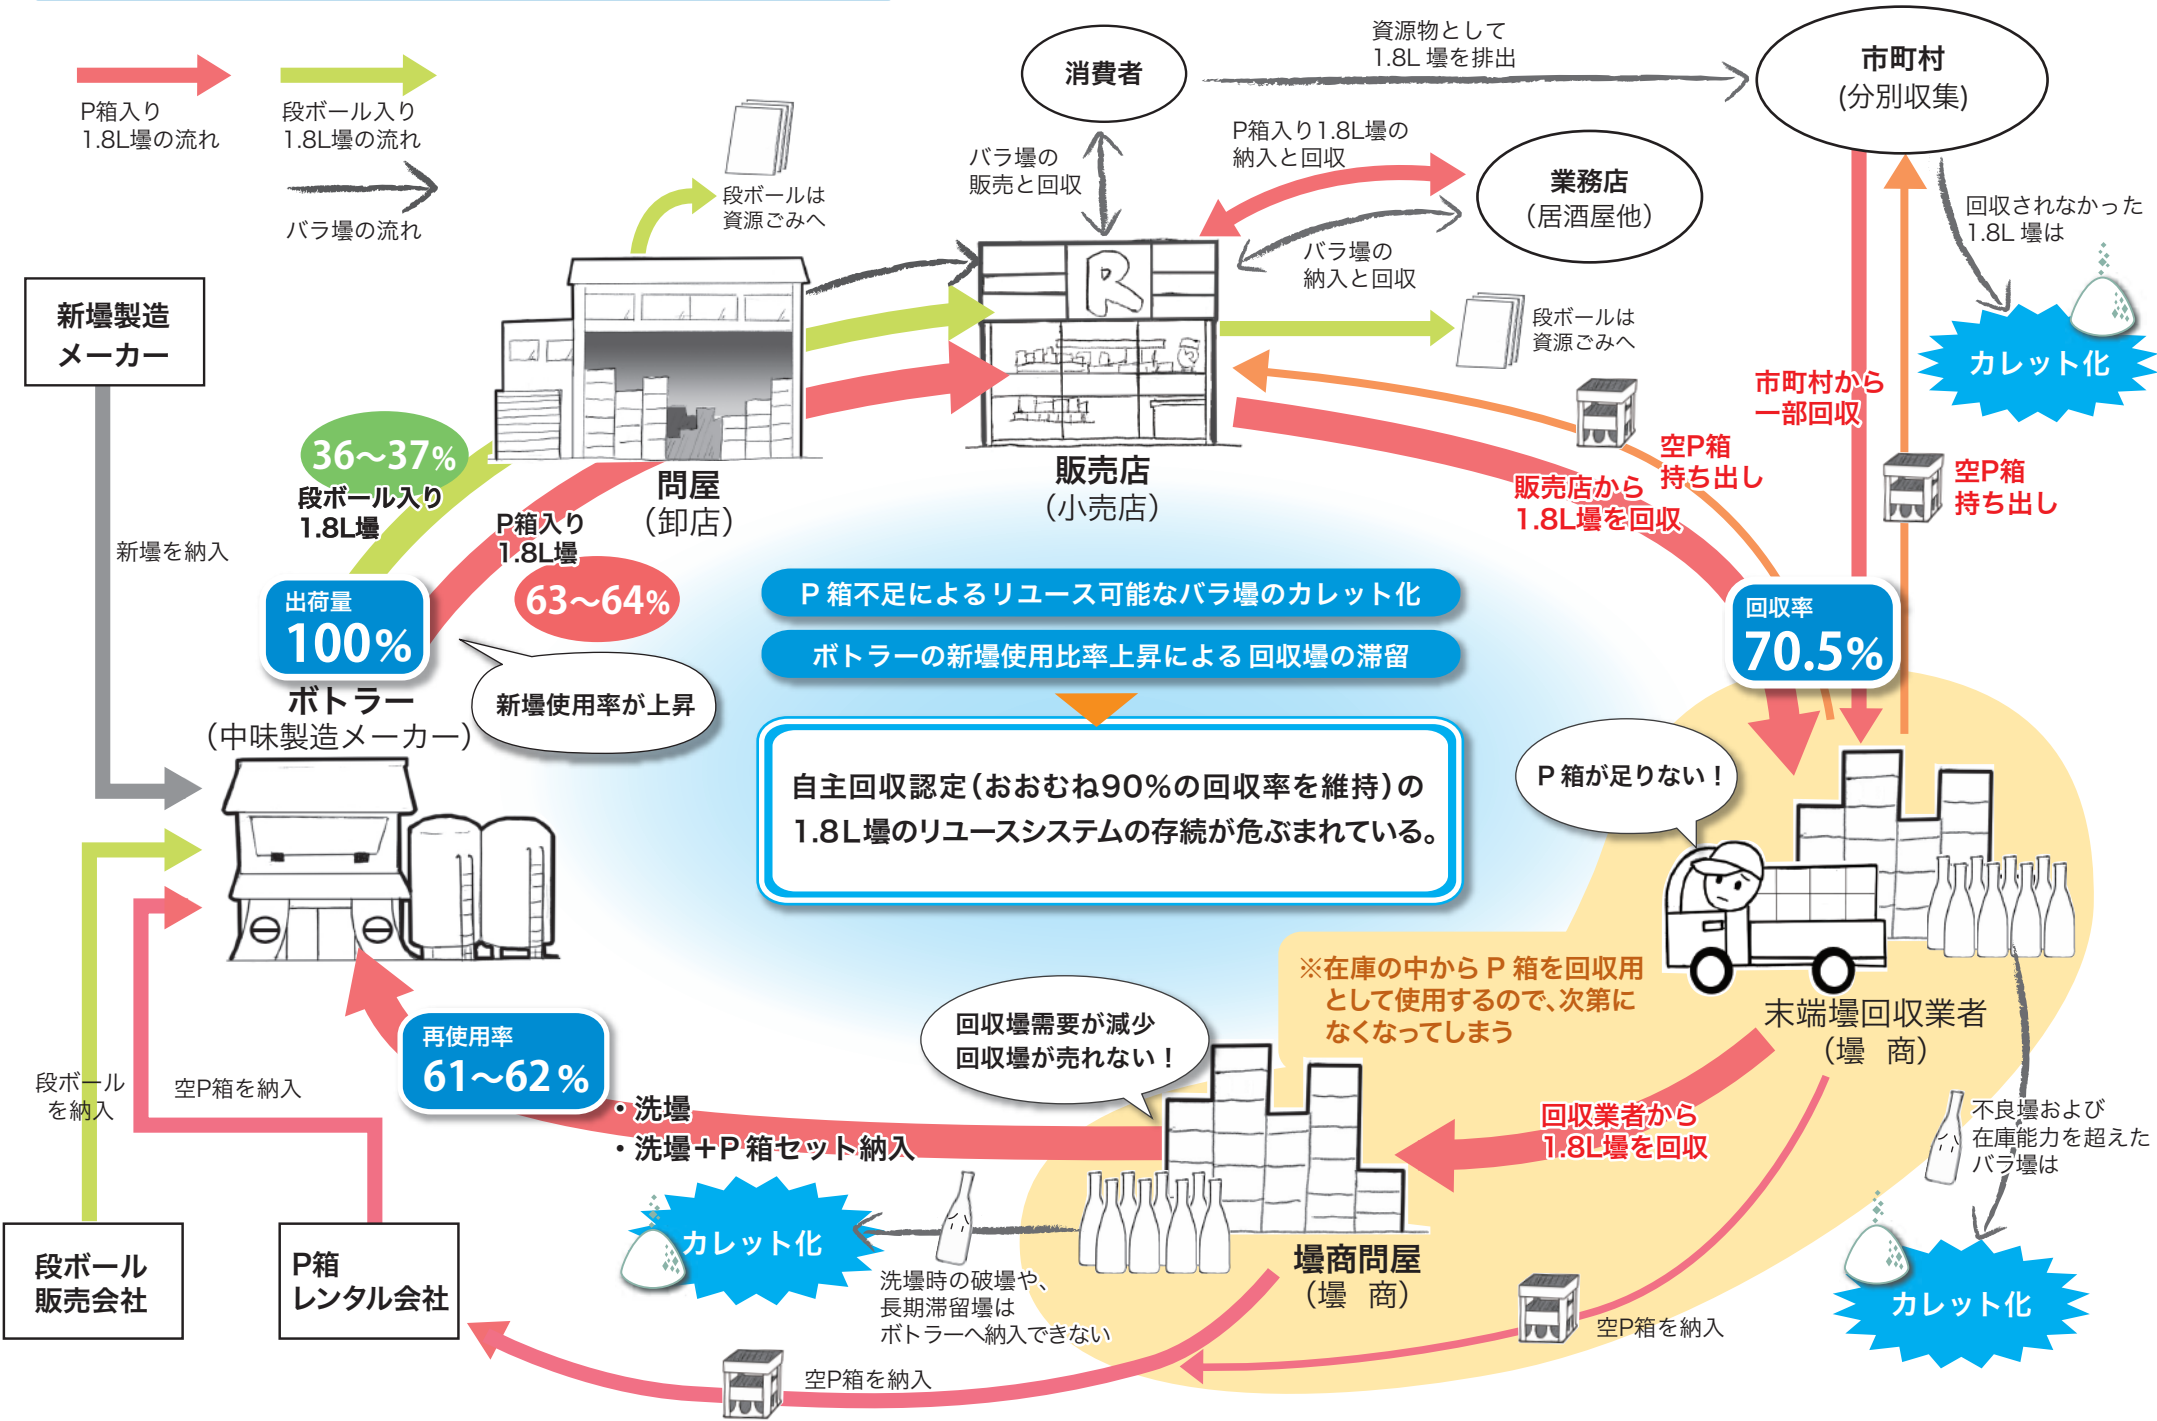 P箱入り
1.8L壜の流れ
段ボール入り
1.8L壜の流れ
バラ壜の流れ
段ボールは
資源ごみへ
消費者
資源物として
1.8L 壜を排出
市町村
(分別収集)
バラ壜の
販売と回収
P箱入り1.8L壜の
納入と回収
業務店
（居酒屋他）
バラ壜の
納入と回収
回収されなかった
1.8L 壜は
カレット化
段ボールは
資源ごみへ
R
新壜製造
メーカー
新壜を納入
36〜37%
段ボール入り
1.8L壜
P箱入り
1.8L壜
63〜64%
問屋
（卸店）
販売店
（小売店）
販売店から
1.8L壜を回収
空P箱
持ち出し
市町村から
一部回収
空P箱
持ち出し
出荷量
100%
ボトラー
（中味製造メーカー）
新壜使用率が上昇
P 箱不足によるリユース可能なバラ壜のカレット化
ボトラーの新壜使用比率上昇による 回収壜の滞留
自主回収認定（おおむね90%の回収率を維持）の
1.8L壜のリユースシステムの存続が危ぶまれている。
回収率
70.5%
P 箱が足りない！
※在庫の中から P 箱を回収用
として使用するので、次第に
なくなってしまう
末端壜回収業者
（壜 商）
回収業者から
1.8L壜を回収
不良壜および
在庫能力を超えた
バラ壜は
カレット化
回収壜需要が減少
回収壜が売れない！
再使用率
61〜62%
・洗壜
・洗壜＋P 箱セット納入
カレット化
洗壜時の破壜や、
長期滞留壜は
ボトラーへ納入できない
壜商問屋
（壜 商）
空P箱を納入
空P箱を納入
段ボール
を納入
空P箱を納入
段ボール
販売会社
P箱
レンタル会社